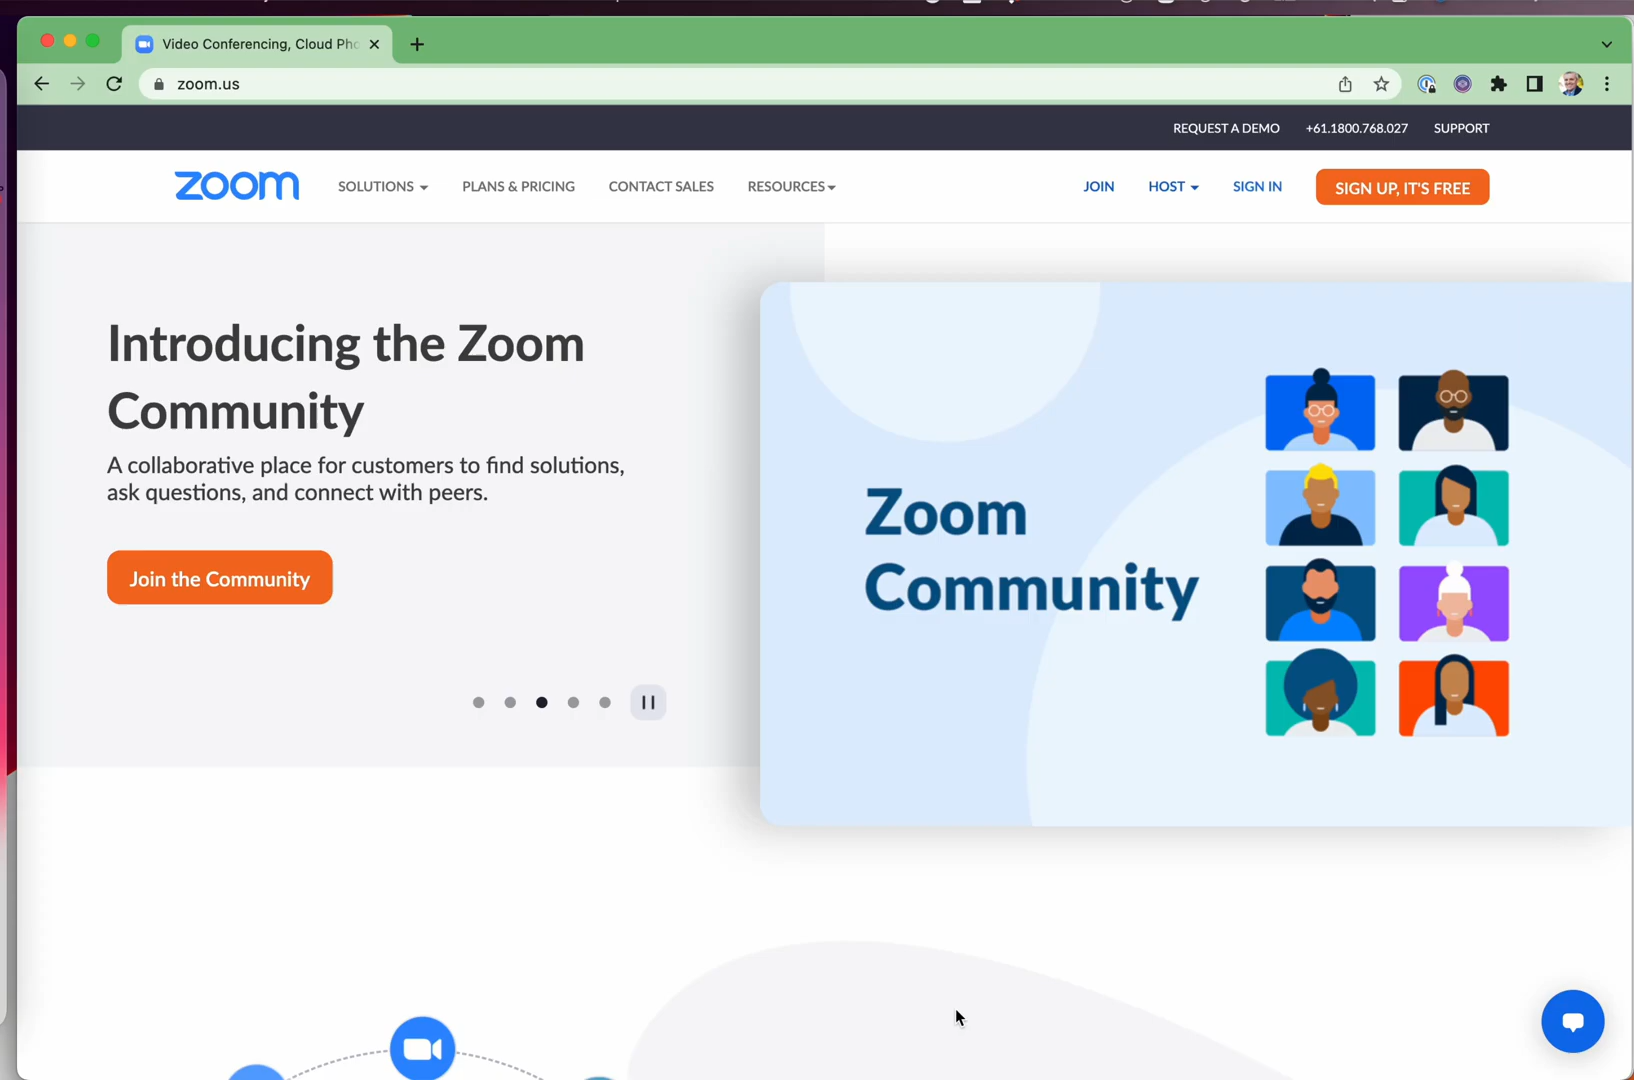 Video Conferencing, Cloud Pho
zoom.us
REQUEST A DEMO +61.1800.768.027 SUPPORT
zoom SOLUTIONS PLANS & PRICING CONTACT SALES RESOURCES JOIN HOST SIGN IN SIGN UP, IT'S FREE
Introducing the Zoom
Community
A collaborative place for customers to find solutions,
ask questions, and connect with peers.
Join the Community
Zoom
Community